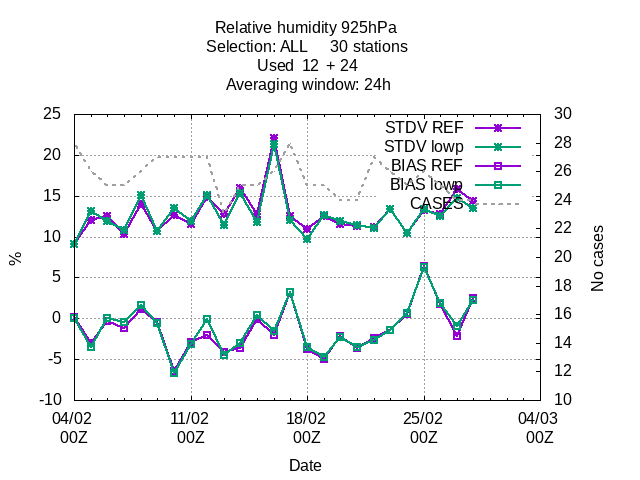 Relative humidity 925hPa
Selection: ALL 30 stations
Used 12 + 24
Averaging window: 24h
25
20
15
10
5
0
-5
-10
%
30
28
26
24
22
20
18
16
14
12
10
No cases
STDV REF
STDV lowp
BIAS REF
BIAS lowp
CASES
04/02 11/02 18/02 25/02 04/03
00Z 00Z 00Z 00Z 00Z
Date